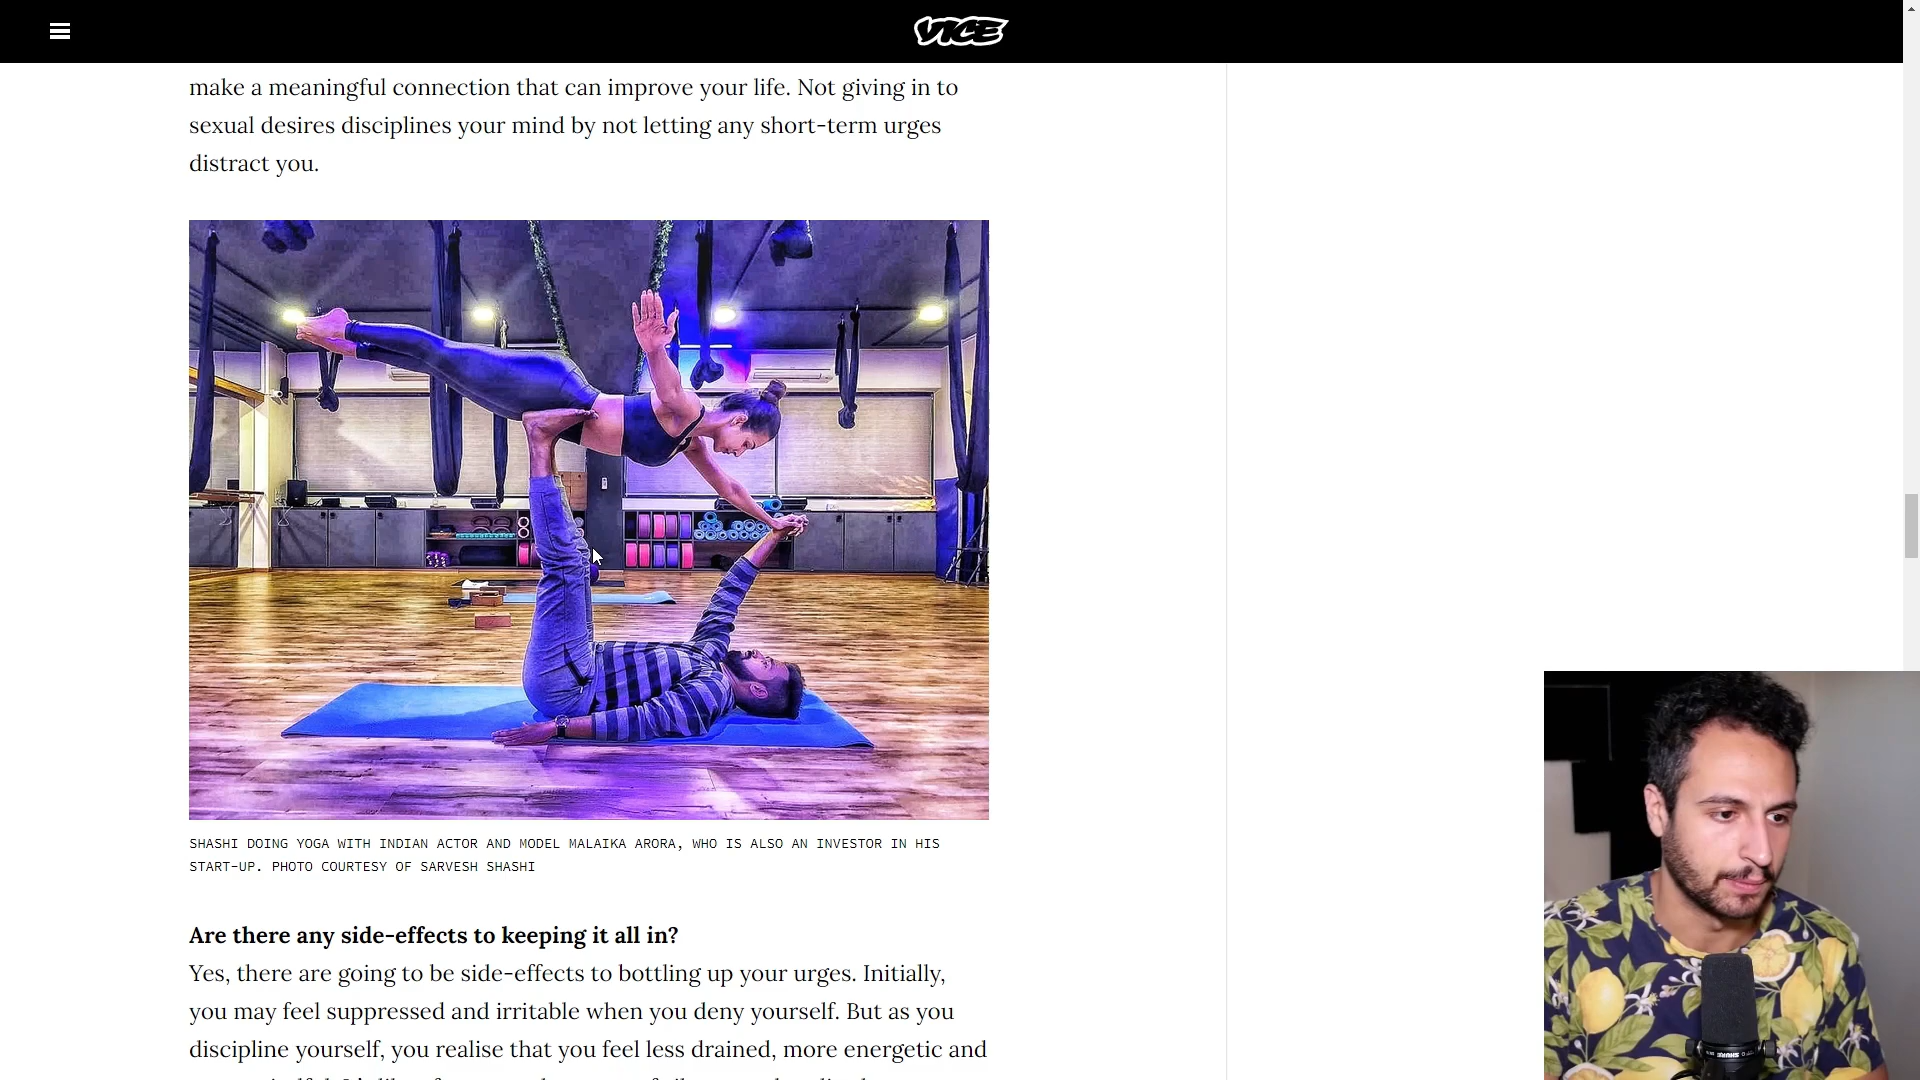 VICE
make a meaningful connection that can improve your life. Not giving in to
sexual desires disciplines your mind by not letting any short-term urges
distract you.
SHASHI DOING YOGA WITH INDIAN ACTOR AND MODEL MALAIKA ARORA, WHO IS ALSO AN INVESTOR IN HIS
START-UP. PHOTO COURTESY OF SARVESH SHASHI
Are there any side-effects to keeping it all in?
Yes, there are going to be side-effects to bottling up your urges. Initially,
you may feel suppressed and irritable when you deny yourself. But as you
discipline yourself, you realise that you feel less drained, more energetic and